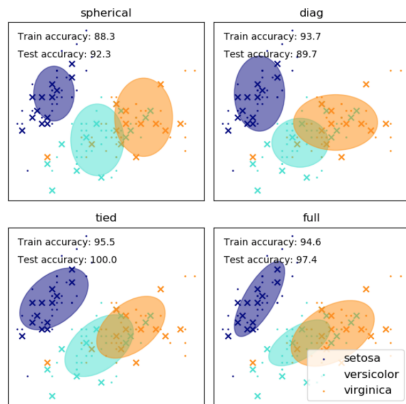 spherical
Train accuracy: 88.3
Test accuracy: 92.3
diag
Train accuracy: 93.7
Test accuracy: 89.7
tied
Train accuracy: 95.5
Test accuracy: 100.0
full
Train accuracy: 94.6
Test accuracy: 97.4
setosa
versicolor
virginica